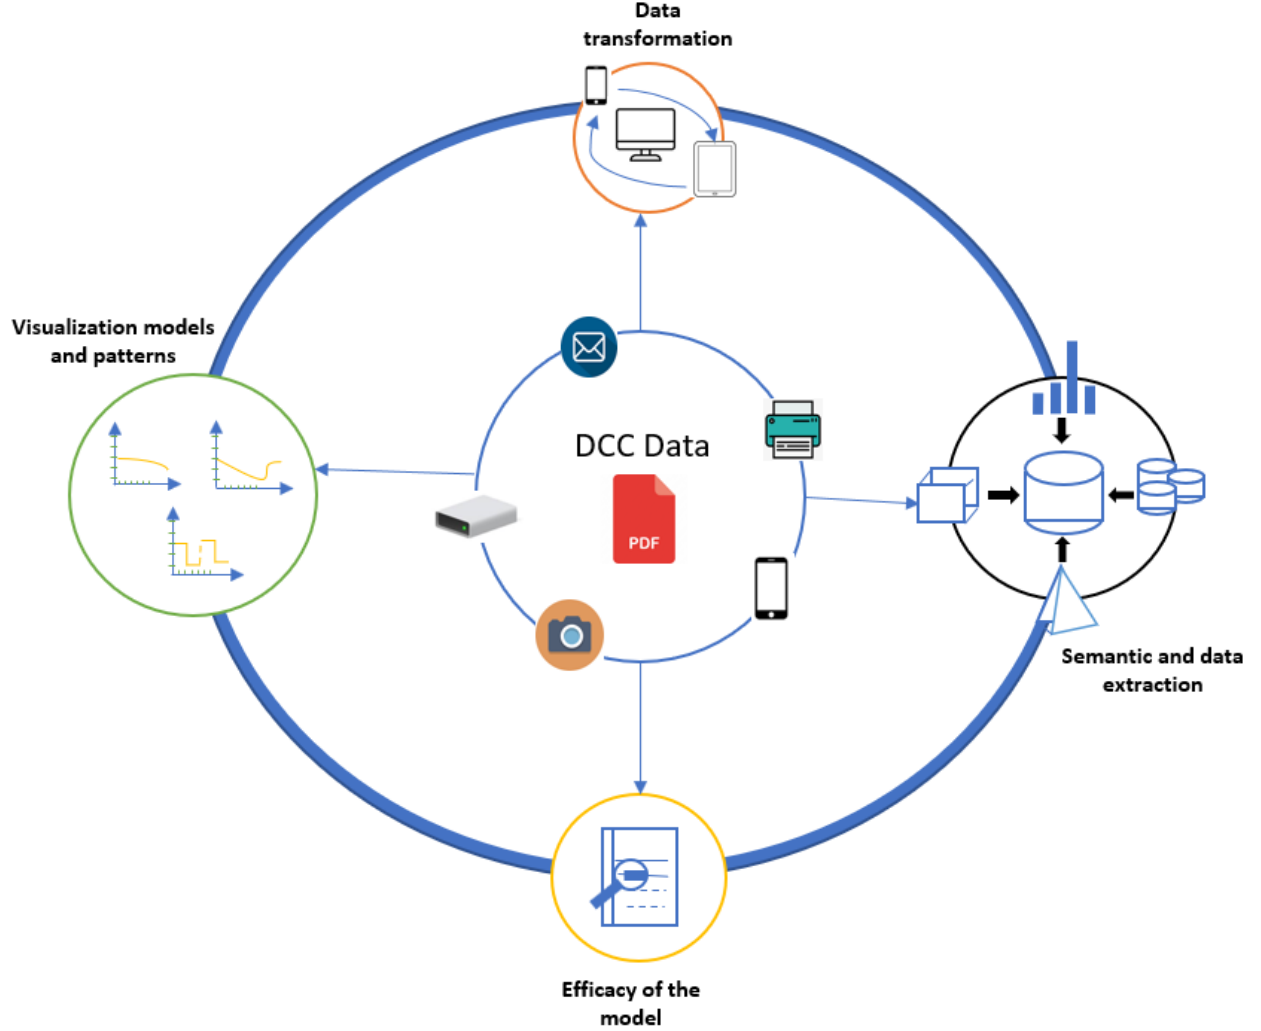 Data
transformation
Visualization models
and patterns
DCC Data
PDF
Semantic and data
extraction
Efficacy of the
model